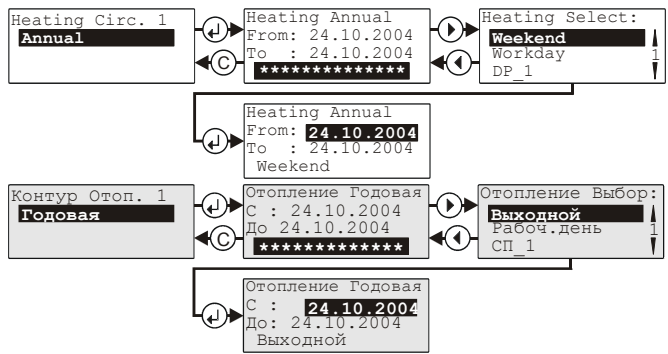 Heating Circ. 1
Annual
Heating Annual
From: 24.10.2004
To : 24.10.2004
**************
Heating Select:
Weekend
Workday
1
DP_1
C
Heating Annual
From: 24.10.2004
To : 24.10.2004
Weekend
Контур Отоп. 1
Годовая
Отопление Годовая
С : 24.10.2004
До 24.10.2004
*************
Отопление Выбор:
Выходной
Рабоч.день
1
СП_1
C
Отопление Годовая
С : 24.10.2004
До: 24.10.2004
Выходной